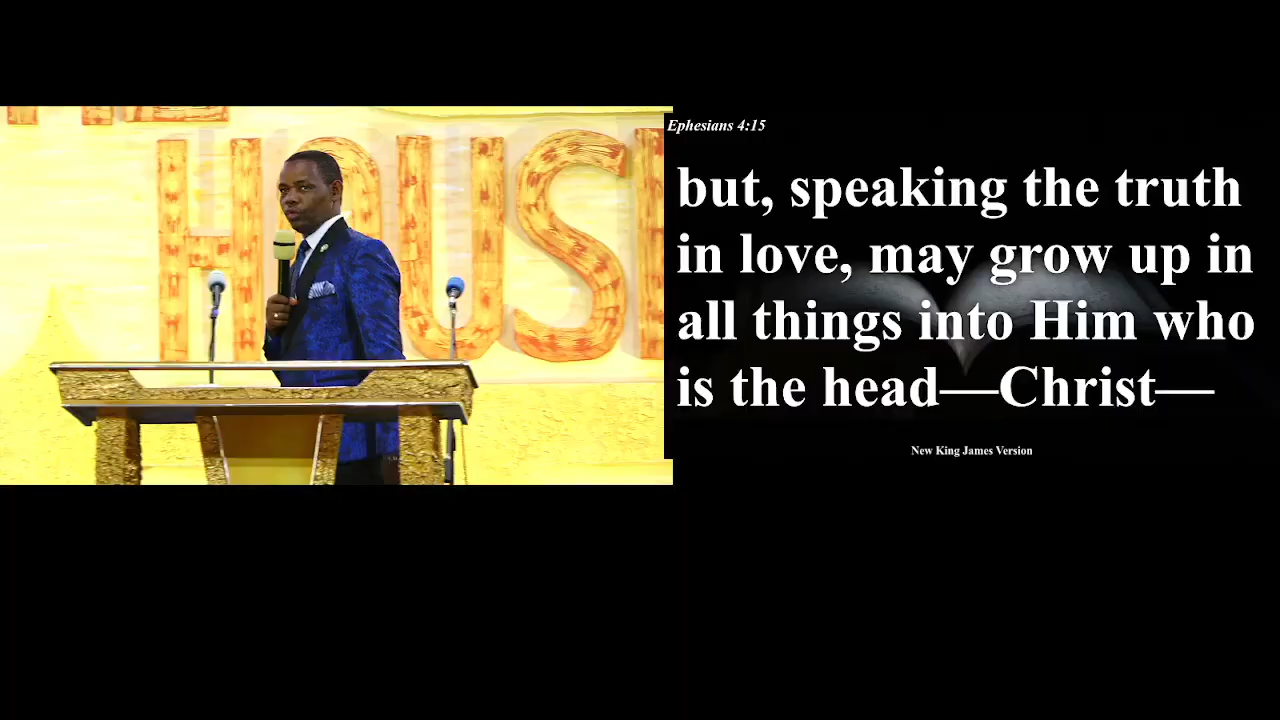 HOUS
Ephesians 4:15
but, speaking the truth
in love, may grow up in
all things into Him who
is the head—Christ—
New King James Version